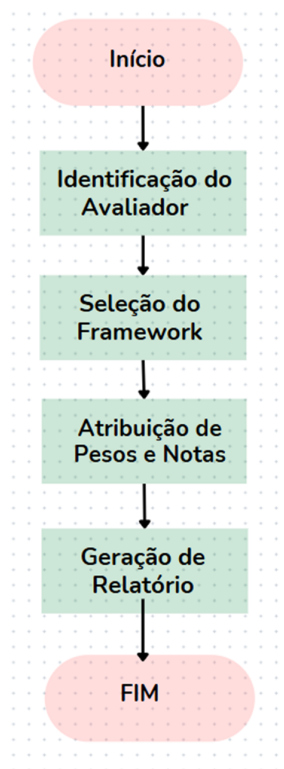 Início
Identificação do
Avaliador
Seleção do
Framework
Atribuição de
Pesos e Notas
Geração de
Relatório
FIM